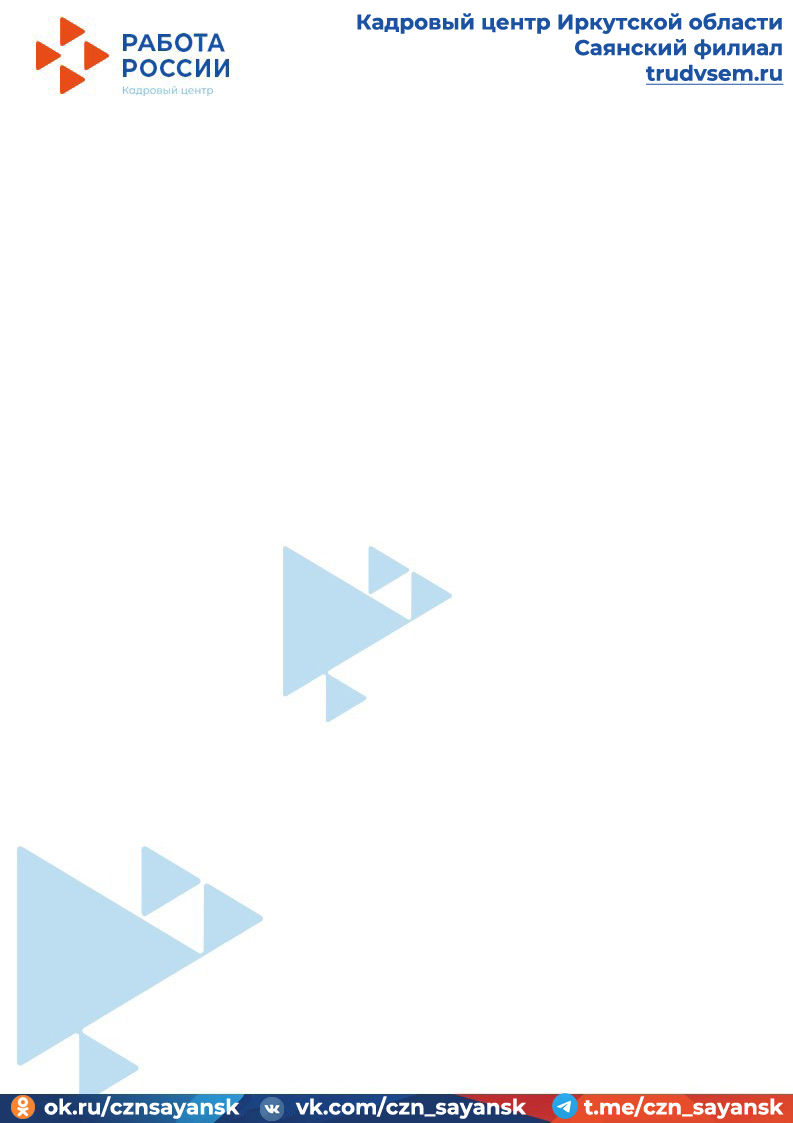 РАБОТА
РОССИИ
Кадровый центр
Кадровый центр Иркутской области
Саянский филиал
trudvsem.ru
ok.ru/cznsayansk
vk.com/czn_sayansk
t.me/czn_sayansk